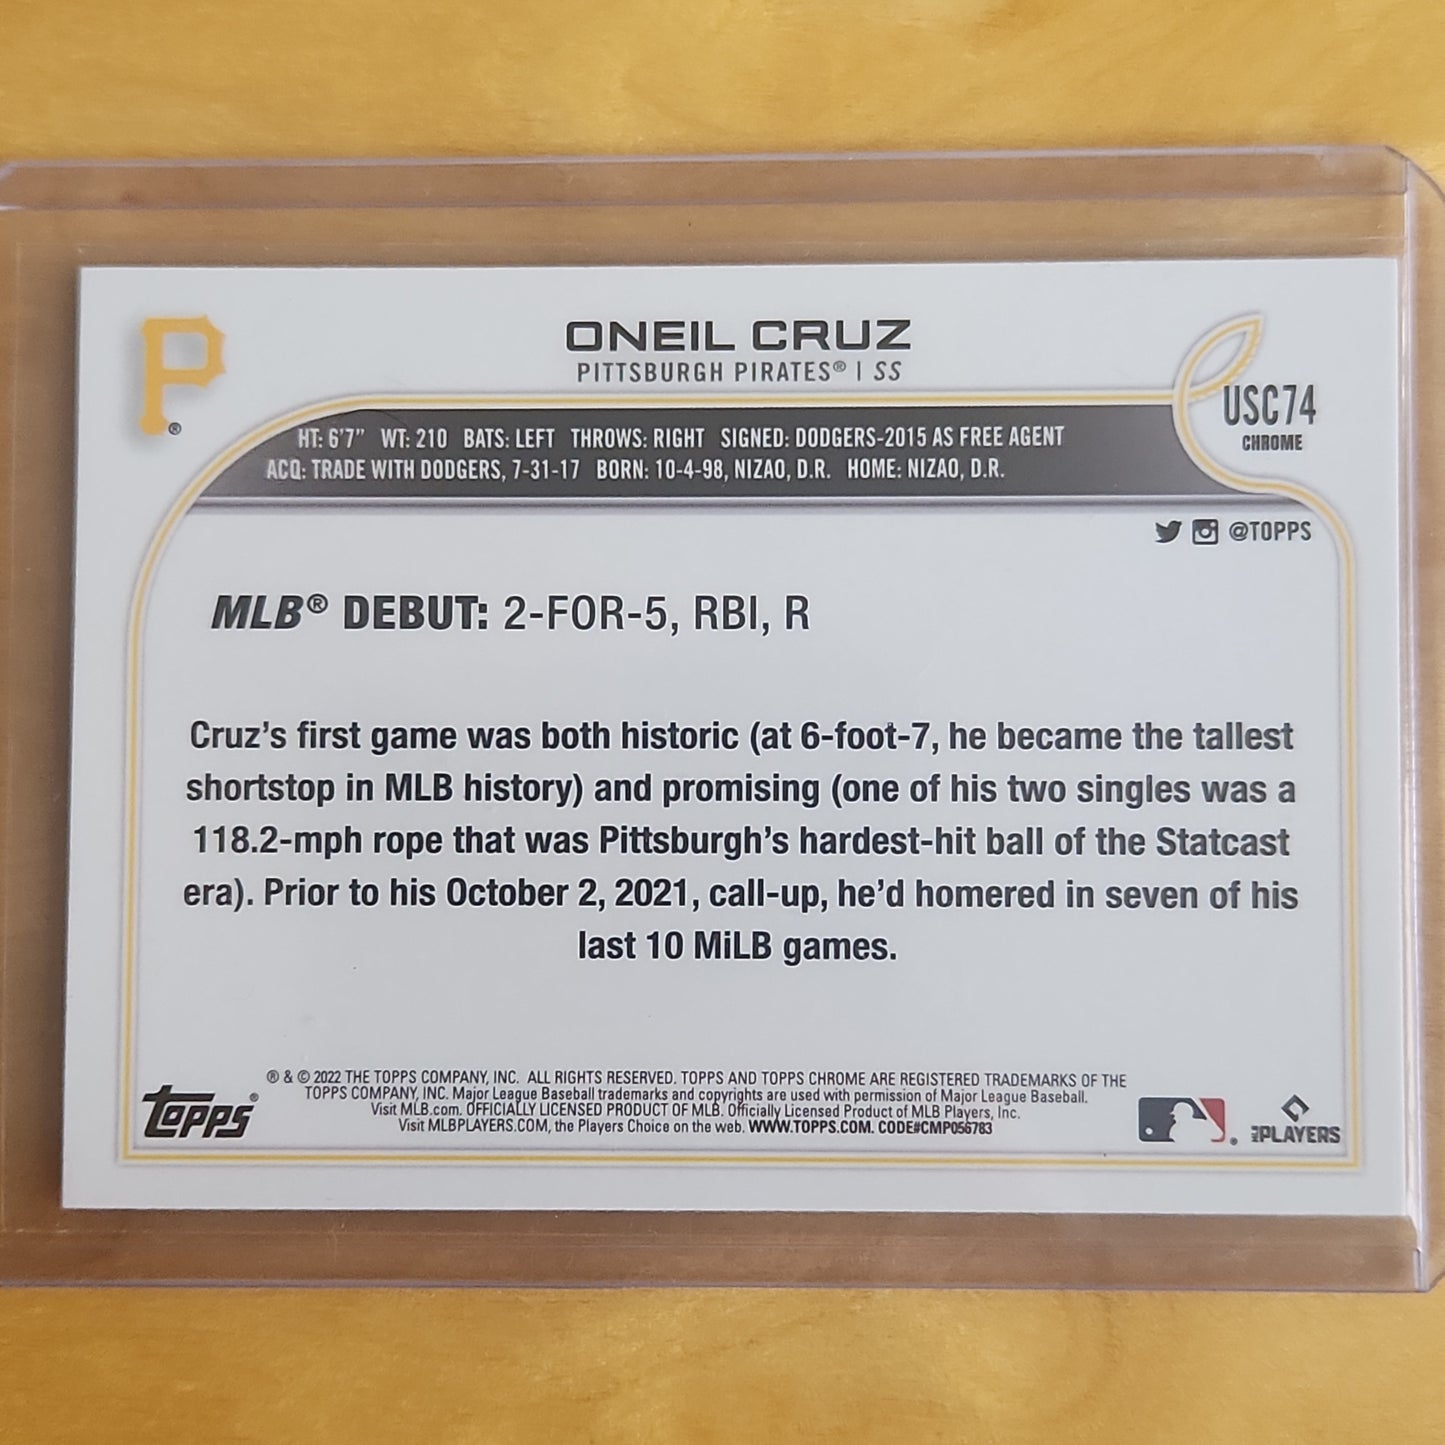 P®
ONEIL CRUZ
PITTSBURGH PIRATES® | SS
USC74
CHROME
HT: 6'7" WT: 210 BATS: LEFT THROWS: RIGHT SIGNED: DODGERS-2015 AS FREE AGENT
ACQ: TRADE WITH DODGERS, 7-31-17 BORN: 10-4-98, NIZAO, D.R. HOME: NIZAO, D.R.
@TOPPS
MLB® DEBUT: 2-FOR-5, RBI, R
Cruz's first game was both historic (at 6-foot-7, he became the tallest
shortstop in MLB history) and promising (one of his two singles was a
118.2-mph rope that was Pittsburgh's hardest-hit ball of the Statcast
era). Prior to his October 2, 2021, call-up, he'd homered in seven of his
last 10 MiLB games.
® & © 2022 THE TOPPS COMPANY, INC. ALL RIGHTS RESERVED. TOPPS AND TOPPS CHROME ARE REGISTERED TRADEMARKS OF THE
TOPPS COMPANY, INC. Major League Baseball trademarks and copyrights are used with permission of Major League Baseball.
Visit MLB.com. OFFICIALLY LICENSED PRODUCT OF MLB. Officially Licensed Product of MLB Players, Inc.
Visit MLBPLAYERS.COM, the Players Choice on the web. WWW.TOPPS.COM. CODE#CMP056783
TOPPS®
®
MLB PLAYERS